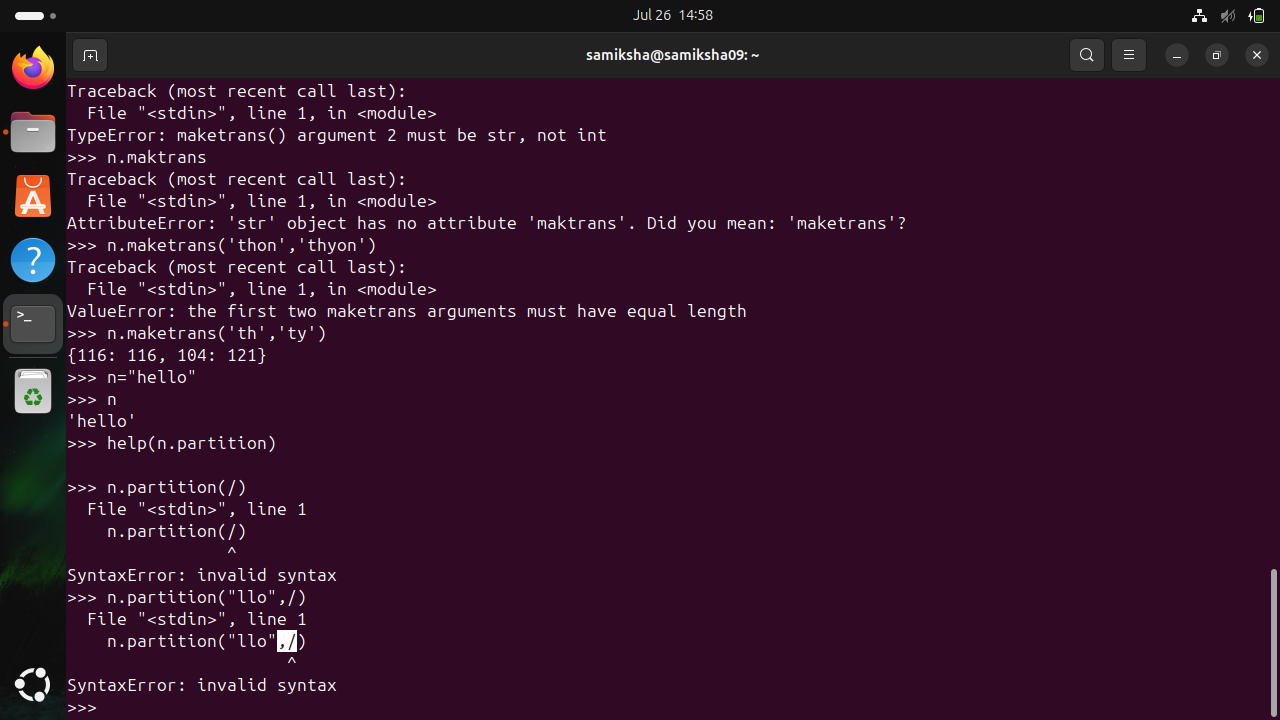 Jul 26 14:58
samiksha@samiksha09: ~
Traceback (most recent call last):
  File "<stdin>", line 1, in <module>
TypeError: maketrans() argument 2 must be str, not int
>>> n.maktrans
Traceback (most recent call last):
  File "<stdin>", line 1, in <module>
AttributeError: 'str' object has no attribute 'maktrans'. Did you mean: 'maketrans'?
>>> n.maketrans('thon','thyon')
Traceback (most recent call last):
  File "<stdin>", line 1, in <module>
ValueError: the first two maketrans arguments must have equal length
>>> n.maketrans('th','ty')
{116: 116, 104: 121}
>>> n="hello"
>>> n
'hello'
>>> help(n.partition)

>>> n.partition(/)
  File "<stdin>", line 1
    n.partition(/)
                ^
SyntaxError: invalid syntax
>>> n.partition("llo",/)
  File "<stdin>", line 1
    n.partition("llo",/)
                      ^
SyntaxError: invalid syntax
>>>